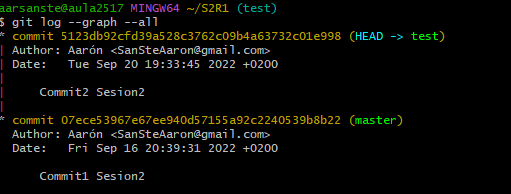 aarsanste@aula2517 MINGW64 ~/S2R1 (test)
$ git log --graph --all
* commit 5123db92cfd39a528c3762c09b4a63732c01e998 (HEAD -> test)
| Author: Aarón <SanSteAaron@gmail.com>
| Date:   Tue Sep 20 19:33:45 2022 +0200
|
|     Commit2 Sesion2
|
* commit 07ece53967e67ee940d57155a92c2240539b8b22 (master)
  Author: Aarón <SanSteAaron@gmail.com>
  Date:   Fri Sep 16 20:39:31 2022 +0200

      Commit1 Sesion2